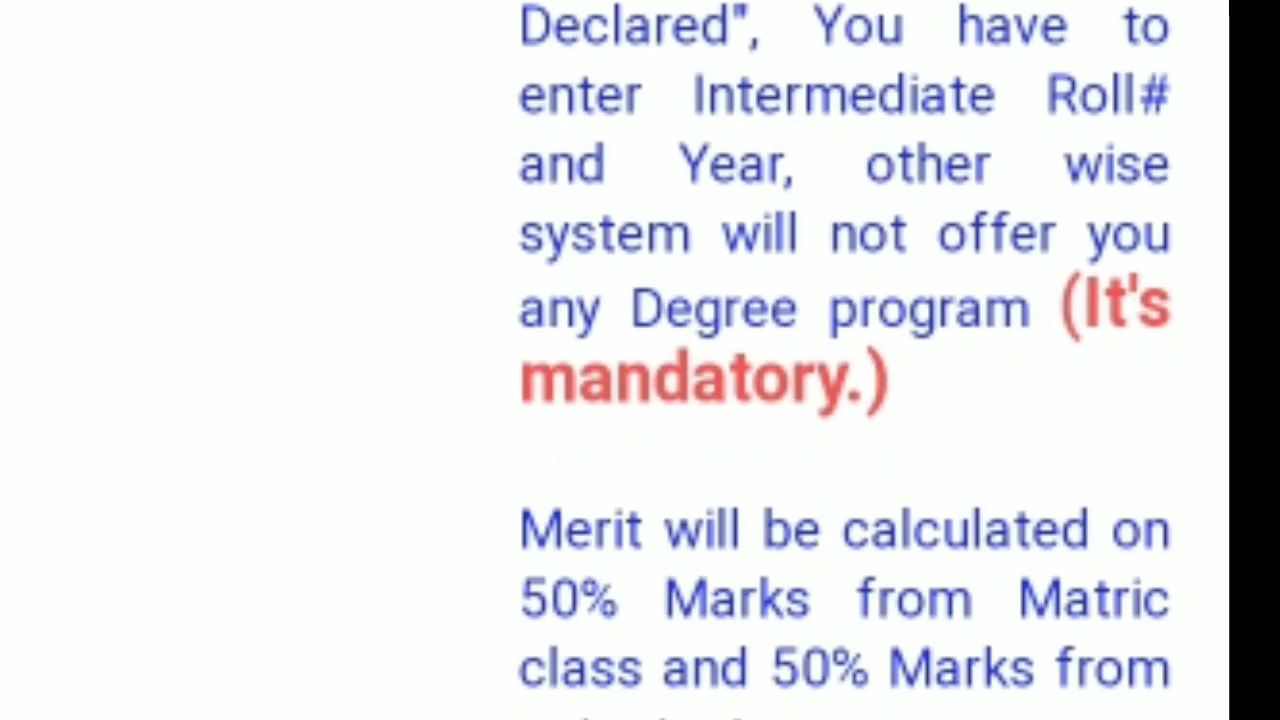 Declared", You have to
enter Intermediate Roll#
and Year, other wise
system will not offer you
any Degree program (It's
mandatory.)
Merit will be calculated on
50% Marks from Matric
class and 50% Marks from